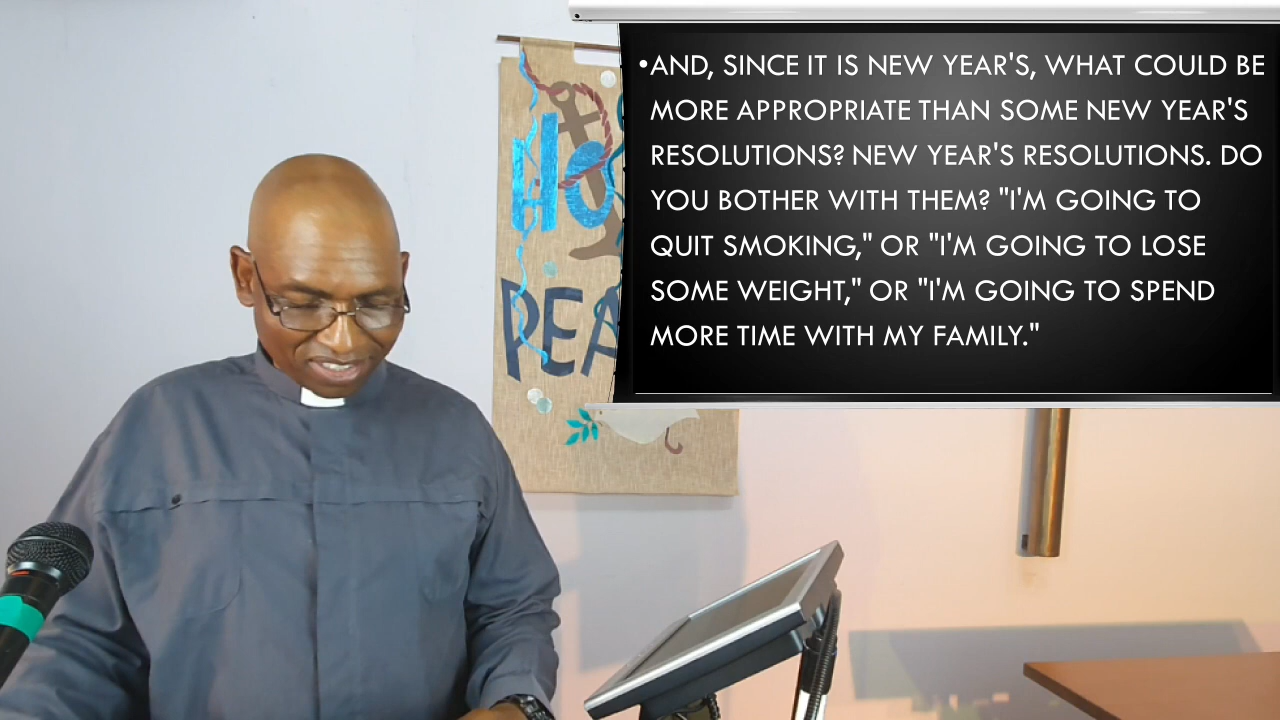 •AND, SINCE IT IS NEW YEAR'S, WHAT COULD BE
MORE APPROPRIATE THAN SOME NEW YEAR'S
RESOLUTIONS? NEW YEAR'S RESOLUTIONS. DO
YOU BOTHER WITH THEM? "I'M GOING TO
QUIT SMOKING," OR "I'M GOING TO LOSE
SOME WEIGHT," OR "I'M GOING TO SPEND
MORE TIME WITH MY FAMILY."
Ho
PEA